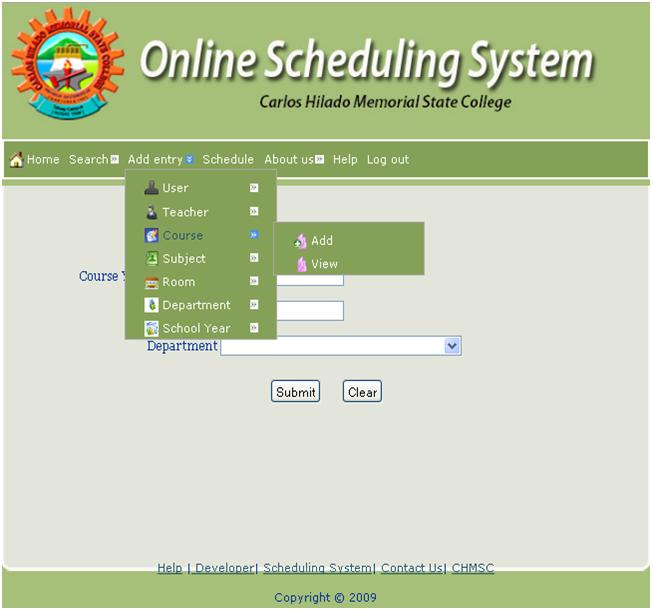 CARLOS HILADO MEMORIAL STATE COLLEGE
Online Scheduling System
Carlos Hilado Memorial State College
Home Search Add entry Schedule About us Help Log out
User
Teacher
Course
Subject
Room
Department
School Year
Add
View
Course
Department
Submit Clear
Help | Developer| Scheduling System| Contact Us| CHMSC
Copyright © 2009